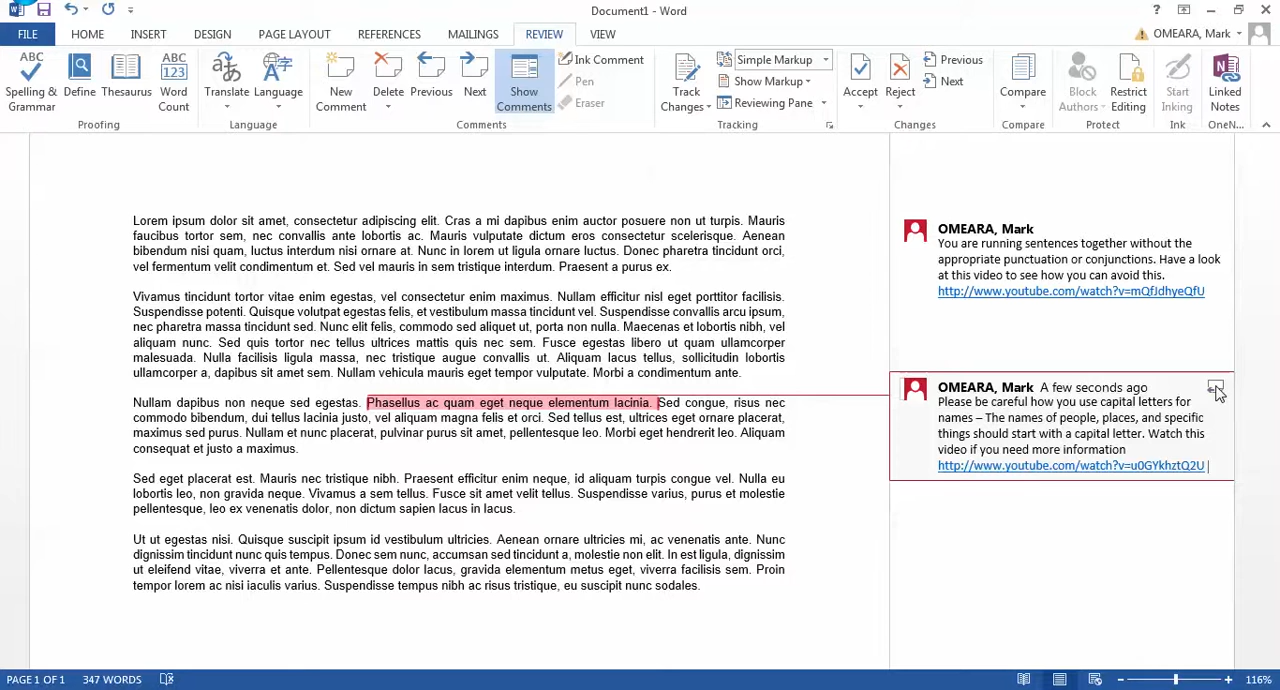 Document1 - Word
?
FILE
HOME
INSERT
DESIGN
PAGE LAYOUT
REFERENCES
MAILINGS
REVIEW
VIEW
OMEARA, Mark
ABC
Spelling &
Grammar
Define
Thesaurus
ABC
123
Word
Count
Proofing
Translate
Language
Language
New
Comment
Delete
Previous
Next
Show
Comments
Ink Comment
Pen
Eraser
Comments
Track
Changes
Simple Markup
Show Markup
Reviewing Pane
Tracking
Accept
Reject
Previous
Next
Changes
Compare
Compare
Block
Authors
Restrict
Editing
Protect
Start
Inking
Ink
Linked
Notes
OneN...
Lorem ipsum dolor sit amet, consectetur adipiscing elit. Cras a mi dapibus enim auctor posuere non ut turpis. Mauris
faucibus tortor sem, nec convallis ante lobortis ac. Mauris vulputate dictum eros consectetur scelerisque. Aenean
bibendum nisi quam, luctus interdum nisi ornare at. Nunc in lorem ut ligula ornare luctus. Donec pharetra tincidunt orci,
vel fermentum velit condimentum et. Sed vel mauris in sem tristique interdum. Praesent a purus ex.
Vivamus tincidunt tortor vitae enim egestas, vel consectetur enim maximus. Nullam efficitur nisl eget porttitor facilisis.
Suspendisse potenti. Quisque volutpat egestas felis, et vestibulum massa tincidunt vel. Suspendisse convallis arcu ipsum,
nec pharetra massa tincidunt sed. Nunc elit felis, commodo sed aliquet ut, porta non nulla. Maecenas et lobortis nibh, vel
aliquam nunc. Sed quis tortor nec tellus ultrices mattis quis nec sem. Fusce egestas libero ut quam ullamcorper
malesuada. Nulla facilisis ligula massa, nec tristique augue convallis ut. Aliquam lacus tellus, sollicitudin lobortis
ullamcorper a, dapibus sit amet sem. Nullam vehicula mauris eget tempor vulputate. Morbi a condimentum ante.
Nullam dapibus non neque sed egestas. Phasellus ac quam eget neque elementum lacinia. Sed congue, risus nec
commodo bibendum, dui tellus lacinia justo, vel aliquam magna felis et orci. Sed tellus est, ultrices eget ornare placerat,
maximus sed purus. Nullam et nunc placerat, pulvinar purus sit amet, pellentesque leo. Morbi eget hendrerit leo. Aliquam
consequat et justo a maximus.
Sed eget placerat est. Mauris nec tristique nibh. Praesent efficitur enim neque, id aliquam turpis congue vel. Nulla eu
lobortis leo, non gravida neque. Vivamus a sem tellus. Fusce sit amet velit tellus. Suspendisse varius, purus et molestie
pellentesque, leo ex venenatis dolor, non dictum sapien lacus in lacus.
Ut ut egestas nisi. Quisque suscipit ipsum id vestibulum ultricies. Aenean ornare ultricies mi, ac venenatis ante. Nunc
dignissim tincidunt nunc quis tempus. Donec sem nunc, accumsan sed tincidunt a, molestie non elit. In est ligula, dignissim
ut eleifend vitae, viverra et ante. Pellentesque dolor lacus, gravida elementum metus eget, viverra facilisis sem. Proin
tempor lorem ac nisi iaculis varius. Suspendisse tempus nibh ac risus tristique, eu suscipit nunc sodales.
OMEARA, Mark
You are running sentences together without the
appropriate punctuation or conjunctions. Have a look
at this video to see how you can avoid this.
http://www.youtube.com/watch?v=mQfJdhyeQfU
OMEARA, Mark A few seconds ago
Please be careful how you use capital letters for
names – The names of people, places, and specific
things should start with a capital letter. Watch this
video if you need more information
http://www.youtube.com/watch?v=u0GYkhztQ2U
PAGE 1 OF 1
347 WORDS
116%